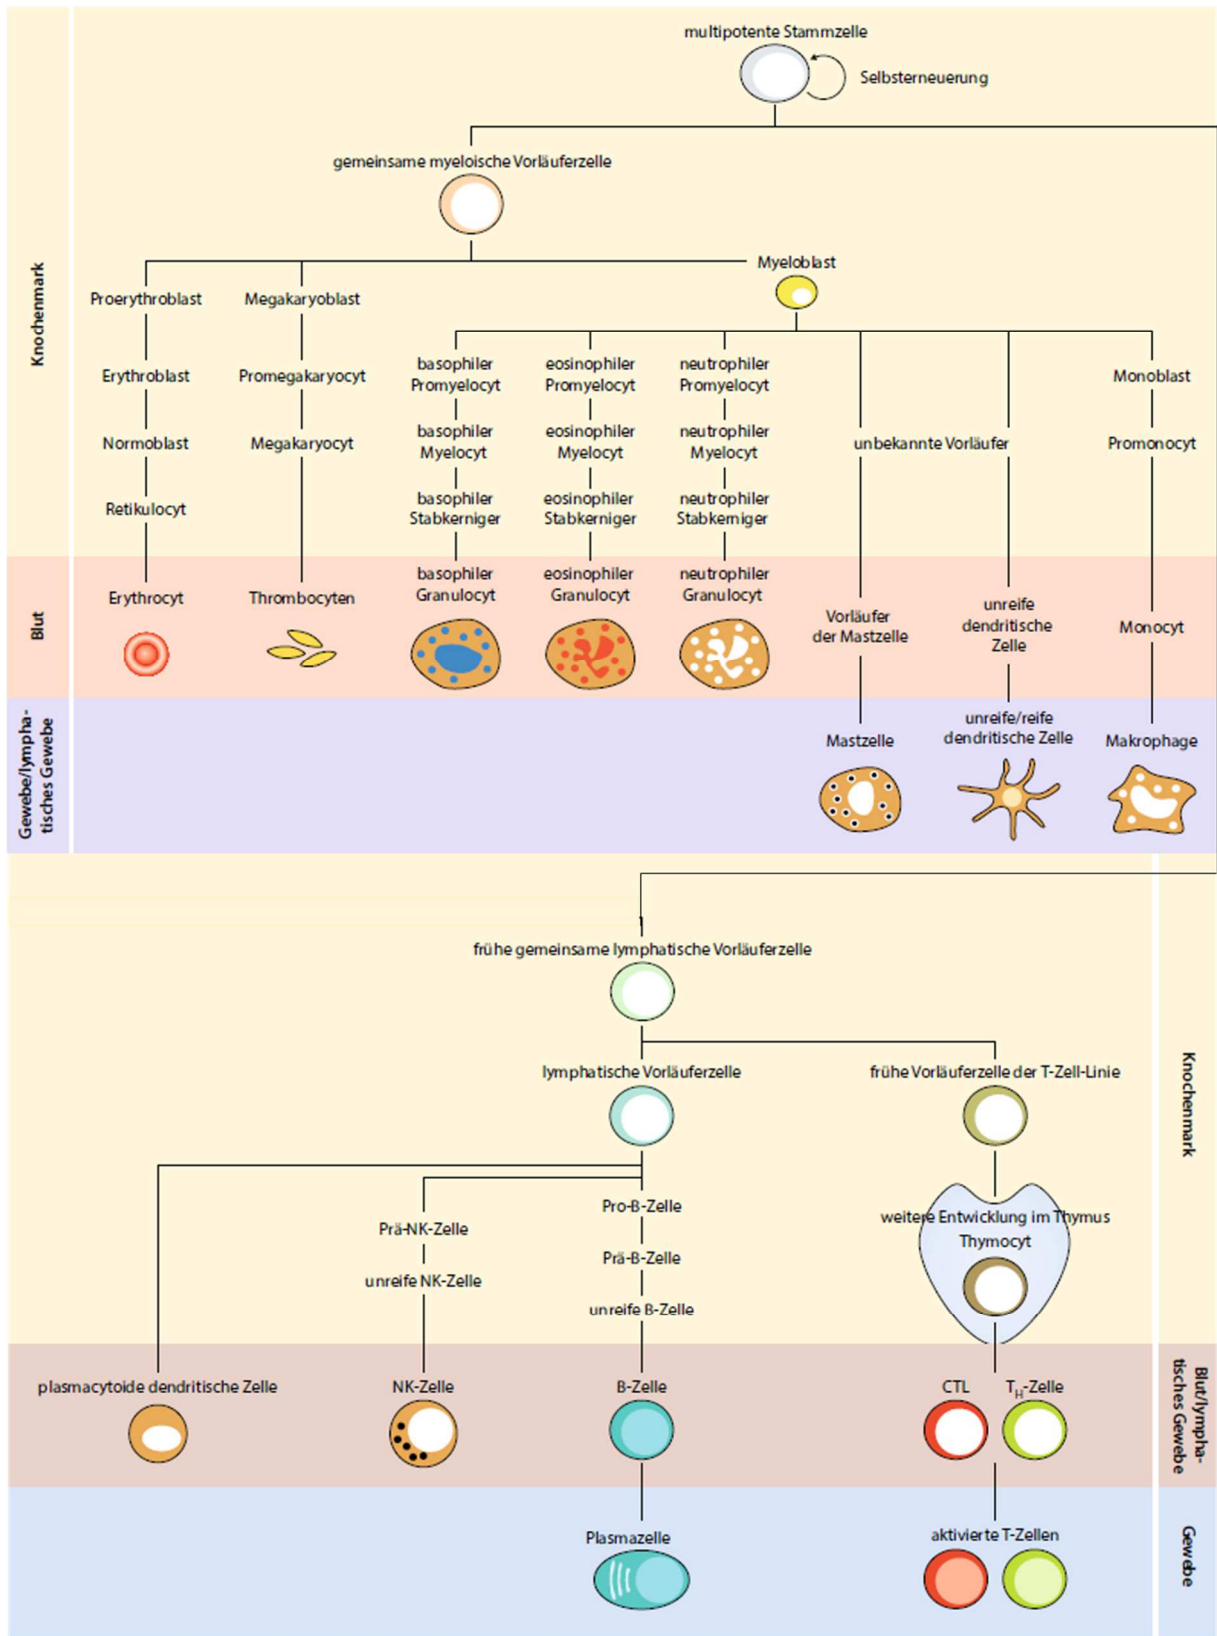 multipotente Stammzelle
Selbsterneuerung
gemeinsame myeloische Vorläuferzelle
Knochenmark
Myeloblast
Proerythroblast
Megakaryoblast
basophiler
Promyelocyt
eosinophiler
Promyelocyt
neutrophiler
Promyelocyt
Erythroblast
Promegakaryocyt
Monoblast
basophiler
Myelocyt
eosinophiler
Myelocyt
neutrophiler
Myelocyt
Normoblast
Megakaryocyt
unbekannte Vorläufer
Promonocyt
basophiler
Stabkerniger
eosinophiler
Stabkerniger
neutrophiler
Stabkerniger
Retikulocyt
Blut
Erythrocyt
Thrombocyten
basophiler
Granulocyt
eosinophiler
Granulocyt
neutrophiler
Granulocyt
Vorläufer
der Mastzelle
unreife
dendritische
Zelle
Monocyt
Gewebe/lympha-
tisches Gewebe
Mastzelle
unreife/reife
dendritische Zelle
Makrophage
frühe gemeinsame lymphatische Vorläuferzelle
Knochenmark
lymphatische Vorläuferzelle
frühe Vorläuferzelle der T-Zell-Linie
Pro-B-Zelle
Prä-NK-Zelle
weitere Entwicklung im Thymus
Thymocyt
Prä-B-Zelle
unreife NK-Zelle
unreife B-Zelle
Blut/lympha-
tisches Gewebe
plasmacytoide dendritische Zelle
NK-Zelle
B-Zelle
CTL
TH-Zelle
Gewebe
Plasmazelle
aktivierte T-Zellen